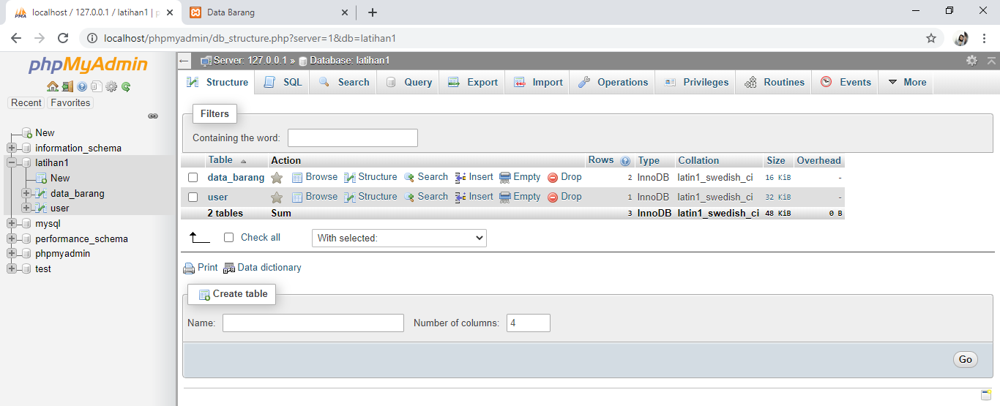 localhost / 127.0.0.1 / latihan1 | p
Data Barang
localhost/phpmyadmin/db_structure.php?server=1&db=latihan1
phpMyAdmin
Recent Favorites
New
information_schema
latihan1
New
data_barang
user
mysql
performance_schema
phpmyadmin
test
Server: 127.0.0.1 » Database: latihan1
Structure SQL Search Query Export Import Operations Privileges Routines Events More
Filters
Containing the word:
Table Action Rows Type Collation Size Overhead
data_barang Browse Structure Search Insert Empty Drop 2 InnoDB latin1_swedish_ci 16 KiB -
user Browse Structure Search Insert Empty Drop 1 InnoDB latin1_swedish_ci 32 KiB -
2 tables Sum 3 InnoDB latin1_swedish_ci 48 KiB 0 B
Check all With selected:
Print Data dictionary
Create table
Name: Number of columns: 4
Go